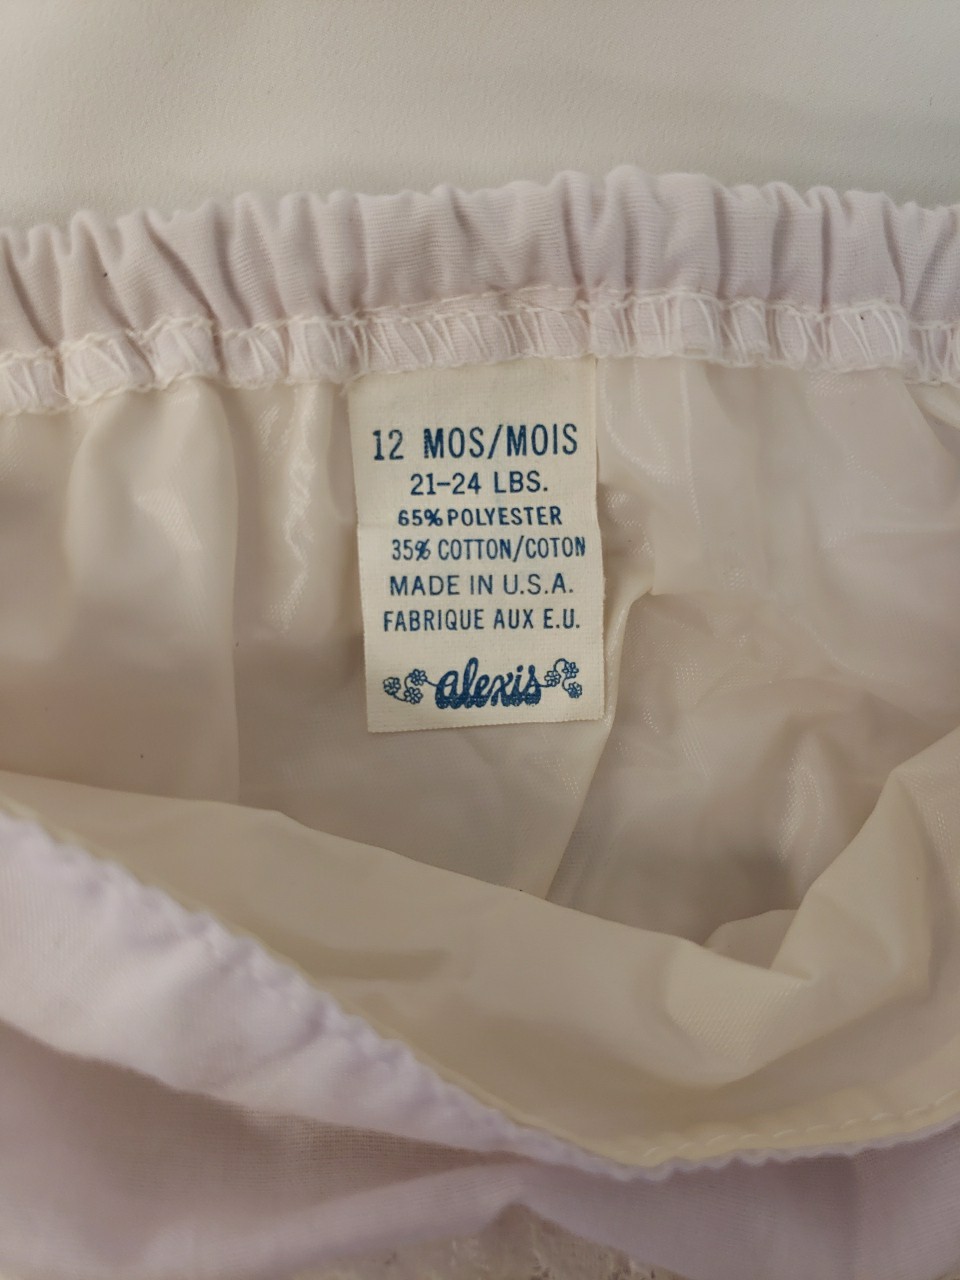 12 MOS/MOIS
21-24 LBS.
65% POLYESTER
35% COTTON/COTON
MADE IN U.S.A.
FABRIQUE AUX E.U.
alexis